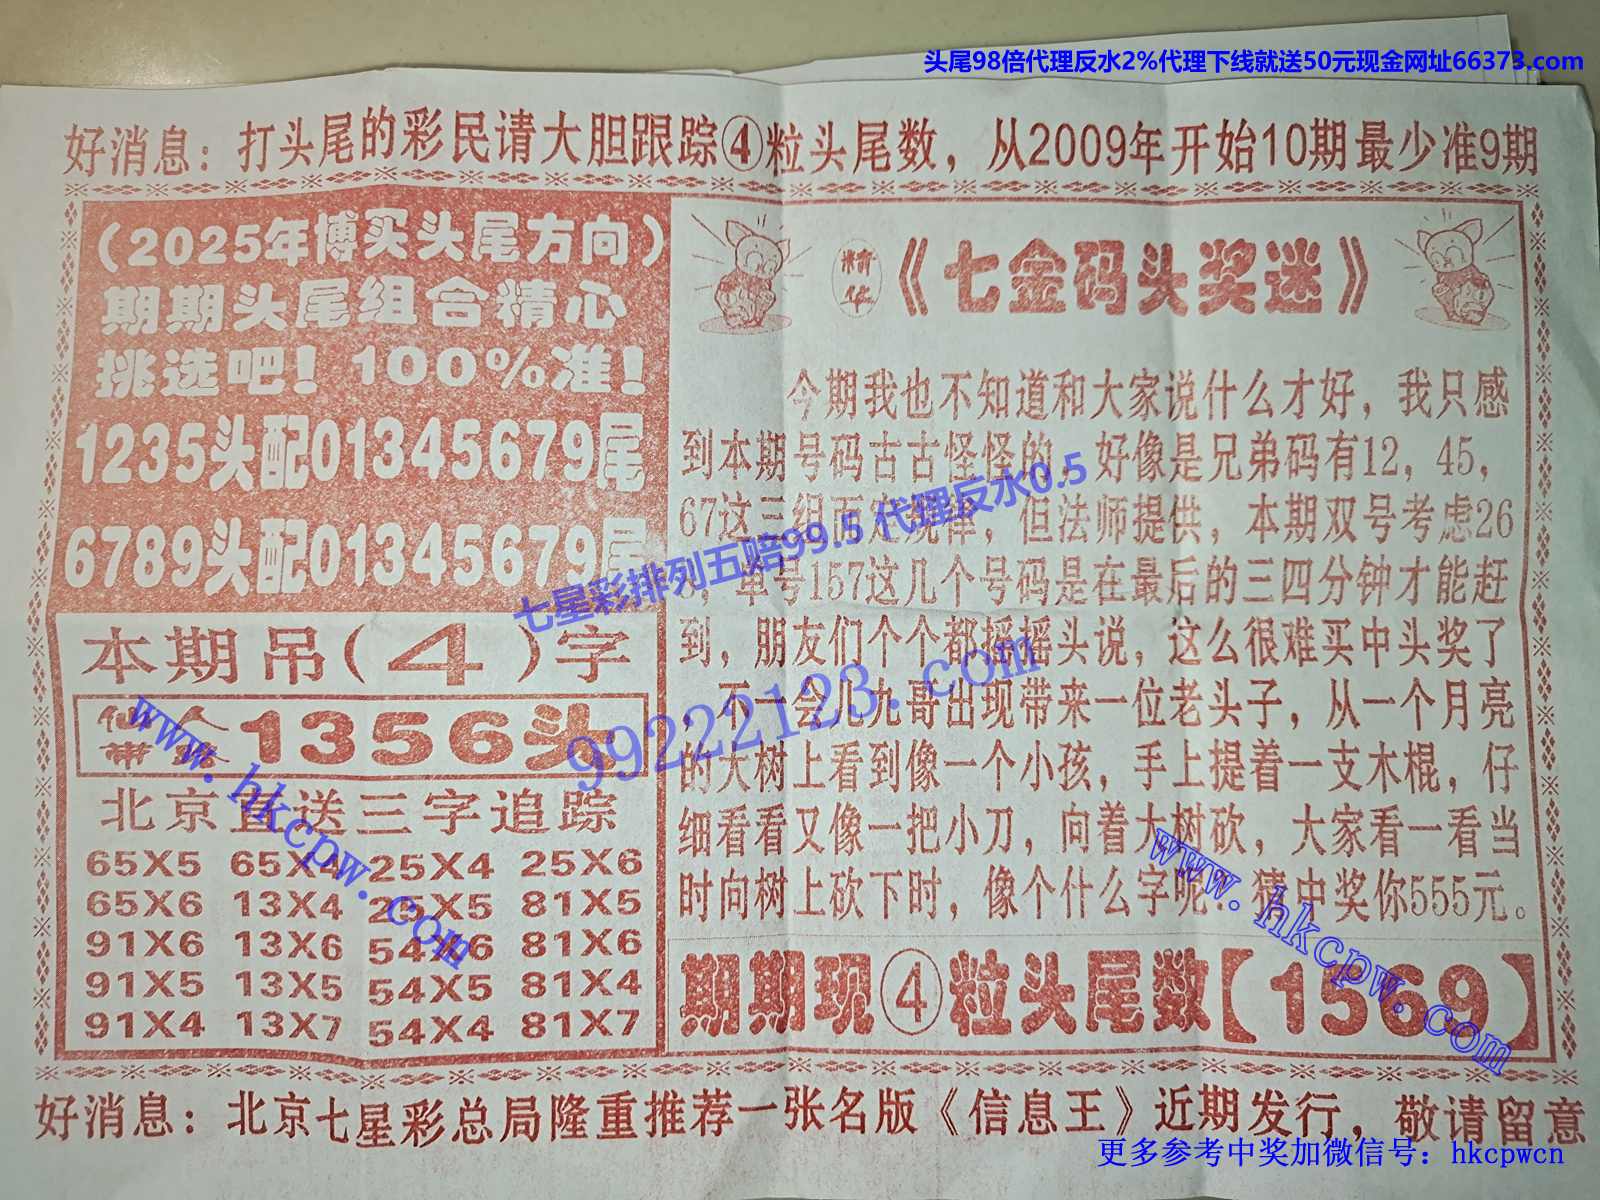 头尾98倍代理反水2%代理下线就送50元现金网址66373.com
好消息：打头尾的彩民请大胆跟踪④粒头尾数，从2009年开始10期最少准9期
（2025年博买头尾方向）
期期头尾组合精心
挑选吧！100%准！
1235头配01345679尾
6789头配01345679尾
本期吊（4）字
仙人
带路
1356头
北京直送三字追踪
65X5 65X4 25X4 25X6
65X6 13X4 25X5 81X5
91X6 13X6 54X6 81X6
91X5 13X5 54X5 81X4
91X4 13X7 54X4 81X7
精华
《七金码头奖迷》
今期我也不知道和大家说什么才好，我只感
到本期号码古古怪怪的，好像是兄弟码有12，45，
67这三组而定规律，但法师提供，本期双号考虑26
，单号157这几个号码是在最后的三四分钟才能赶
到，朋友们个个都摇摇头说，这么很难买中头奖了
，不一会儿九哥出现带来一位老头子，从一个月亮
的大树上看到像一个小孩，手上提着一支木棍，仔
细看看又像一把小刀，向着大树砍，大家看一看当
时向树上砍下时，像个什么字呢？猜中奖你555元。
期期现④粒头尾数【1569】
好消息：北京七星彩总局隆重推荐一张名版《信息王》近期发行，敬请留意
七星彩排列五赔99.5 代理反水0.5
99222123.com
www.hkcpw.com
www.hkcpw.com
更多参考中奖加微信号：hkcpwcn